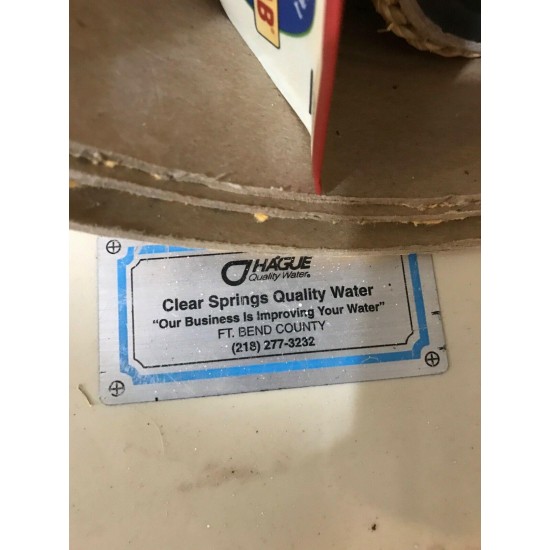 B
HAGUE
Quality Water®
Clear Springs Quality Water
"Our Business Is Improving Your Water"
FT. BEND COUNTY
(218) 277-3232